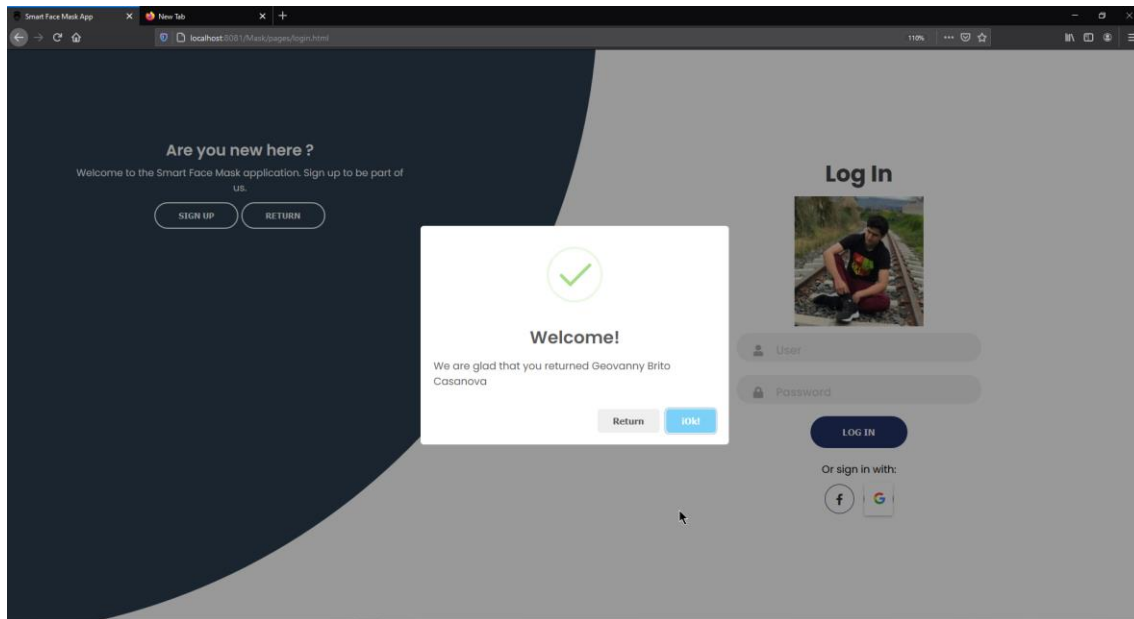 Smart Face Mask App
New Tab
localhost:8081/Mask/pages/login.html
110%
Are you new here ?
Welcome to the Smart Face Mask application. Sign up to be part of
us.
SIGN UP
RETURN
Log In
Welcome!
We are glad that you returned Geovanny Brito
Casanova
Return
¡Ok!
User
Password
LOG IN
Or sign in with:
f
G